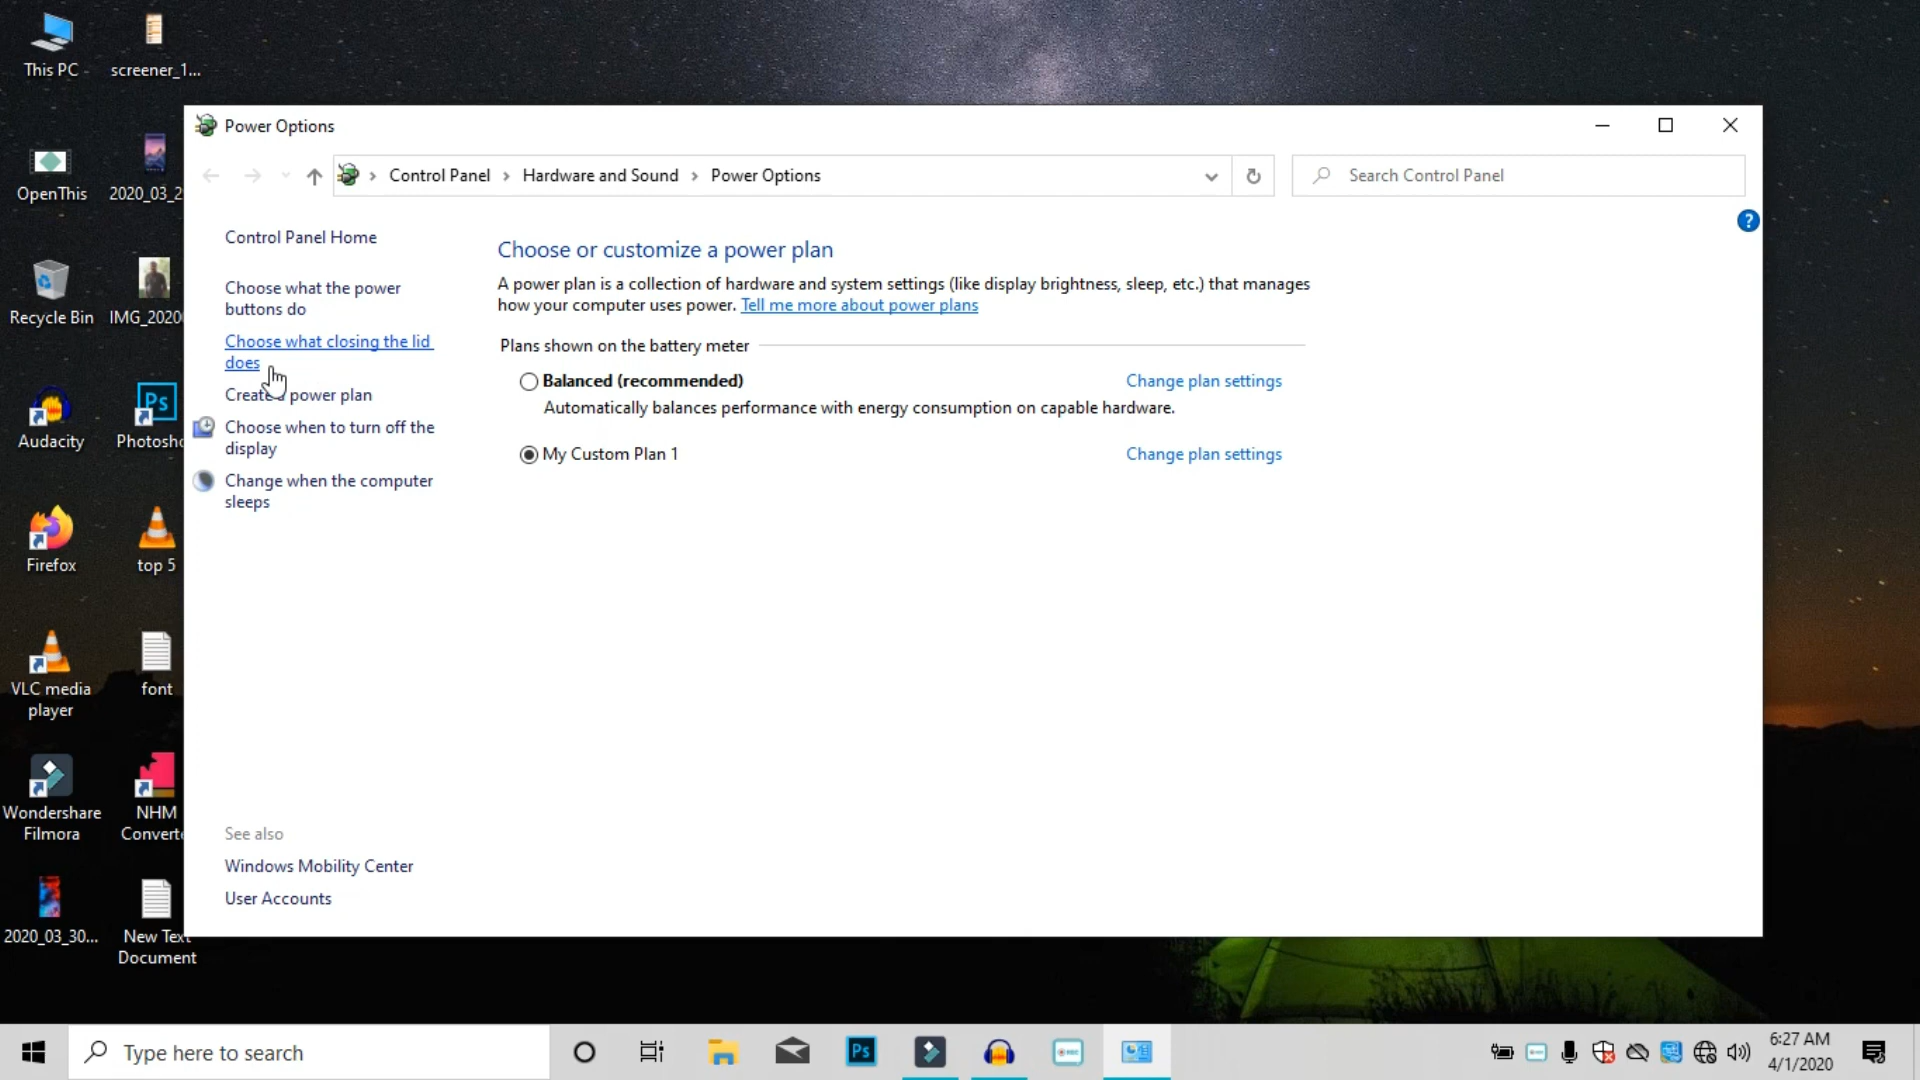 This PC
screener_1...
OpenThis
2020_03_2
Recycle Bin
IMG_2020
Audacity
Photosho
Firefox
top 5
VLC media
player
font
Wondershare
Filmora
NHM
Converte
2020_03_30...
New Text
Document
Power Options
Control Panel
Hardware and Sound
Power Options
Search Control Panel
?
Control Panel Home
Choose what the power
buttons do
Choose what closing the lid
does
Create a power plan
Choose when to turn off the
display
Change when the computer
sleeps
Choose or customize a power plan
A power plan is a collection of hardware and system settings (like display brightness, sleep, etc.) that manages
how your computer uses power. Tell me more about power plans
Plans shown on the battery meter
Balanced (recommended)
Change plan settings
Automatically balances performance with energy consumption on capable hardware.
My Custom Plan 1
Change plan settings
See also
Windows Mobility Center
User Accounts
Type here to search
Ps
Ps
6:27 AM
4/1/2020